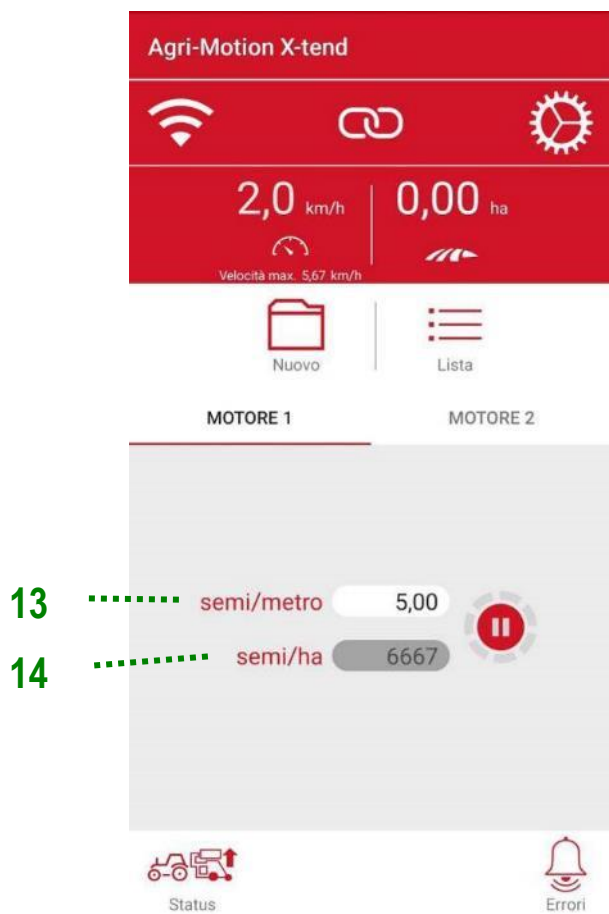 Agri-Motion X-tend
2,0 km/h 0,00 ha
Velocità max. 5,67 km/h
Nuovo Lista
MOTORE 1 MOTORE 2
13 semi/metro 5,00
14 semi/ha 6667
Status Errori